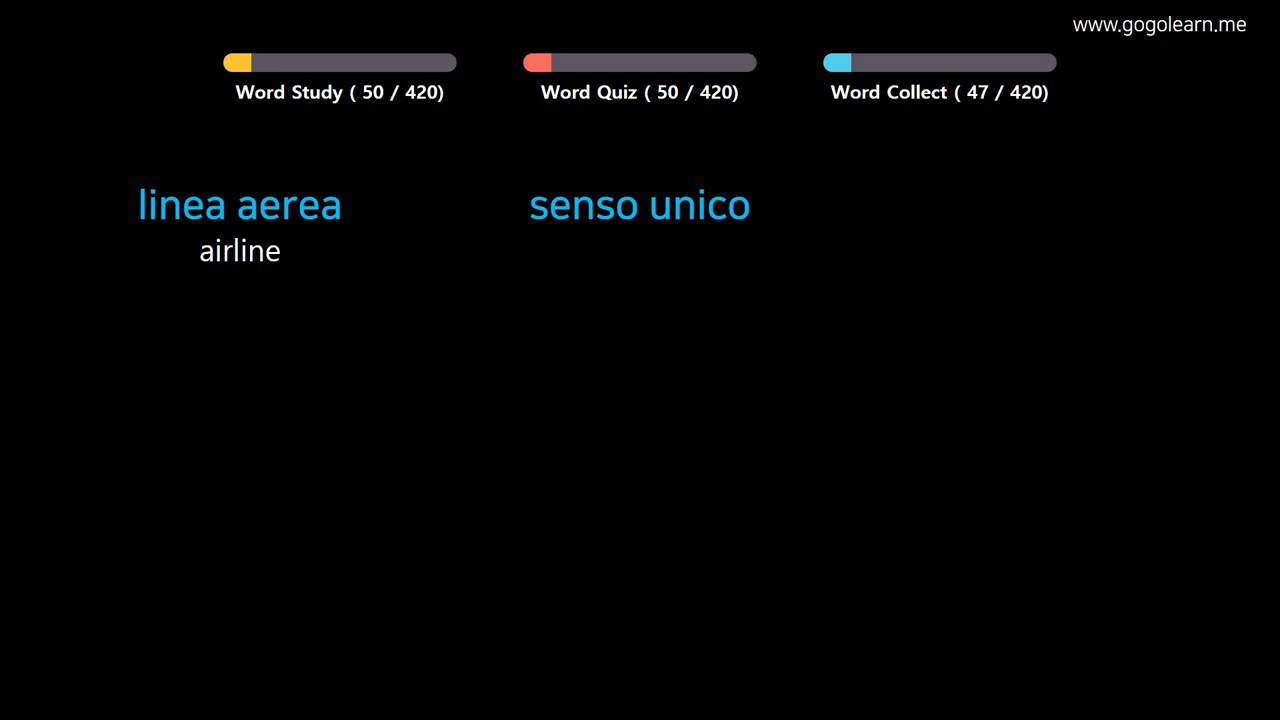 www.gogolearn.me
Word Study ( 50 / 420)
Word Quiz ( 50 / 420)
Word Collect ( 47 / 420)
linea aerea
airline
senso unico